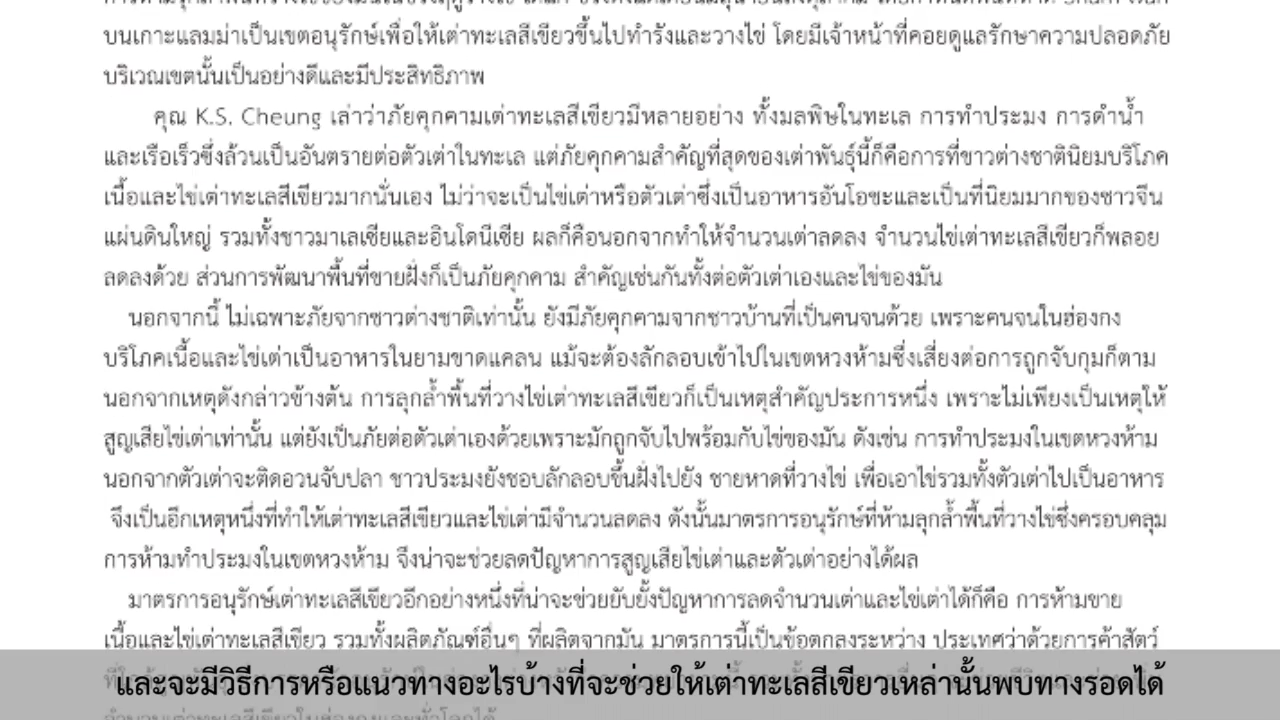 บนเกาะแลมม่าเป็นเขตอนุรักษ์เพื่อให้เต่าทะเลสีเขียวขึ้นไปทำรังและวางไข่ โดยมีเจ้าหน้าที่คอยดูแลรักษาความปลอดภัย
บริเวณเขตนั้นเป็นอย่างดีและมีประสิทธิภาพ
คุณ K.S. Cheung เล่าว่าภัยคุกคามเต่าทะเลสีเขียวมีหลายอย่าง ทั้งมลพิษในทะเล การทำประมง การดำน้ำ
และเรือเร็วซึ่งล้วนเป็นอันตรายต่อตัวเต่าในทะเล แต่ภัยคุกคามสำคัญที่สุดของเต่าพันธุ์นี้ก็คือการที่ชาวต่างชาตินิยมบริโภค
เนื้อและไข่เต่าทะเลสีเขียวมากนั่นเอง ไม่ว่าจะเป็นไข่เต่าหรือตัวเต่าซึ่งเป็นอาหารอันโอชะและเป็นที่นิยมมากของชาวจีน
แผ่นดินใหญ่ รวมทั้งชาวมาเลเซียและอินโดนีเซีย ผลก็คือนอกจากทำให้จำนวนเต่าลดลง จำนวนไข่เต่าทะเลสีเขียวก็พลอย
ลดลงด้วย ส่วนการพัฒนาพื้นที่ชายฝั่งก็เป็นภัยคุกคาม สำคัญเช่นกันทั้งต่อตัวเต่าเองและไข่ของมัน
นอกจากนี้ ไม่เฉพาะภัยจากชาวต่างชาติเท่านั้น ยังมีภัยคุกคามจากชาวบ้านที่เป็นคนจนด้วย เพราะคนจนในฮ่องกง
บริโภคเนื้อและไข่เต่าเป็นอาหารในยามขาดแคลน แม้จะต้องลักลอบเข้าไปในเขตหวงห้ามซึ่งเสี่ยงต่อการถูกจับกุมก็ตาม
นอกจากเหตุดังกล่าวข้างต้น การลุกล้ำพื้นที่วางไข่เต่าทะเลสีเขียวก็เป็นเหตุสำคัญประการหนึ่ง เพราะไม่เพียงเป็นเหตุให้
สูญเสียไข่เต่าเท่านั้น แต่ยังเป็นภัยต่อตัวเต่าเองด้วยเพราะมักถูกจับไปพร้อมกับไข่ของมัน ดังเช่น การทำประมงในเขตหวงห้าม
นอกจากตัวเต่าจะติดอวนจับปลา ชาวประมงยังชอบลักลอบขึ้นฝั่งไปยัง ชายหาดที่วางไข่ เพื่อเอาไข่รวมทั้งตัวเต่าไปเป็นอาหาร
จึงเป็นอีกเหตุหนึ่งที่ทำให้เต่าทะเลสีเขียวและไข่เต่ามีจำนวนลดลง ดังนั้นมาตรการอนุรักษ์ที่ห้ามลุกล้ำพื้นที่วางไข่ซึ่งครอบคลุม
การห้ามทำประมงในเขตหวงห้าม จึงน่าจะช่วยลดปัญหาการสูญเสียไข่เต่าและตัวเต่าอย่างได้ผล
มาตรการอนุรักษ์เต่าทะเลสีเขียวอีกอย่างหนึ่งที่น่าจะช่วยยับยั้งปัญหาการลดจำนวนเต่าและไข่เต่าได้ก็คือ การห้ามขาย
เนื้อและไข่เต่าทะเลสีเขียว รวมทั้งผลิตภัณฑ์อื่นๆ ที่ผลิตจากมัน มาตรการนี้เป็นข้อตกลงระหว่าง ประเทศว่าด้วยการค้าสัตว์
และจะมีวิธีการหรือแนวทางอะไรบ้างที่จะช่วยให้เต่าทะเลสีเขียวเหล่านั้นพบทางรอดได้